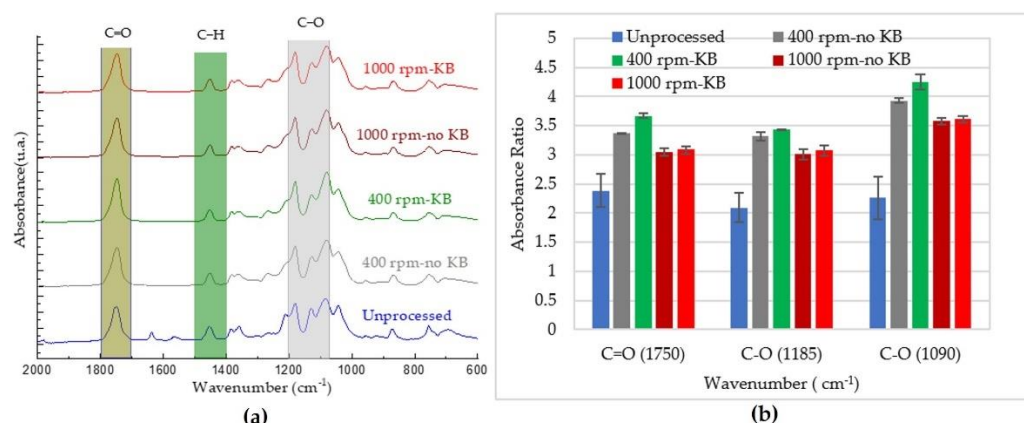 C=O
C−H
C−O
1000 rpm-KB
1000 rpm-no KB
400 rpm-KB
400 rpm-no KB
Unprocessed
Absorbance(u.a.)
2000 1800 1600 1400 1200 1000 800 600
Wavenumber (cm-1)
(a)
Unprocessed
400 rpm-no KB
400 rpm-KB
1000 rpm-no KB
1000 rpm-KB
Absorbance Ratio
5
4.5
4
3.5
3
2.5
2
1.5
1
0.5
0
C=O (1750) C-O (1185) C-O (1090)
Wavenumber ( cm-1)
(b)